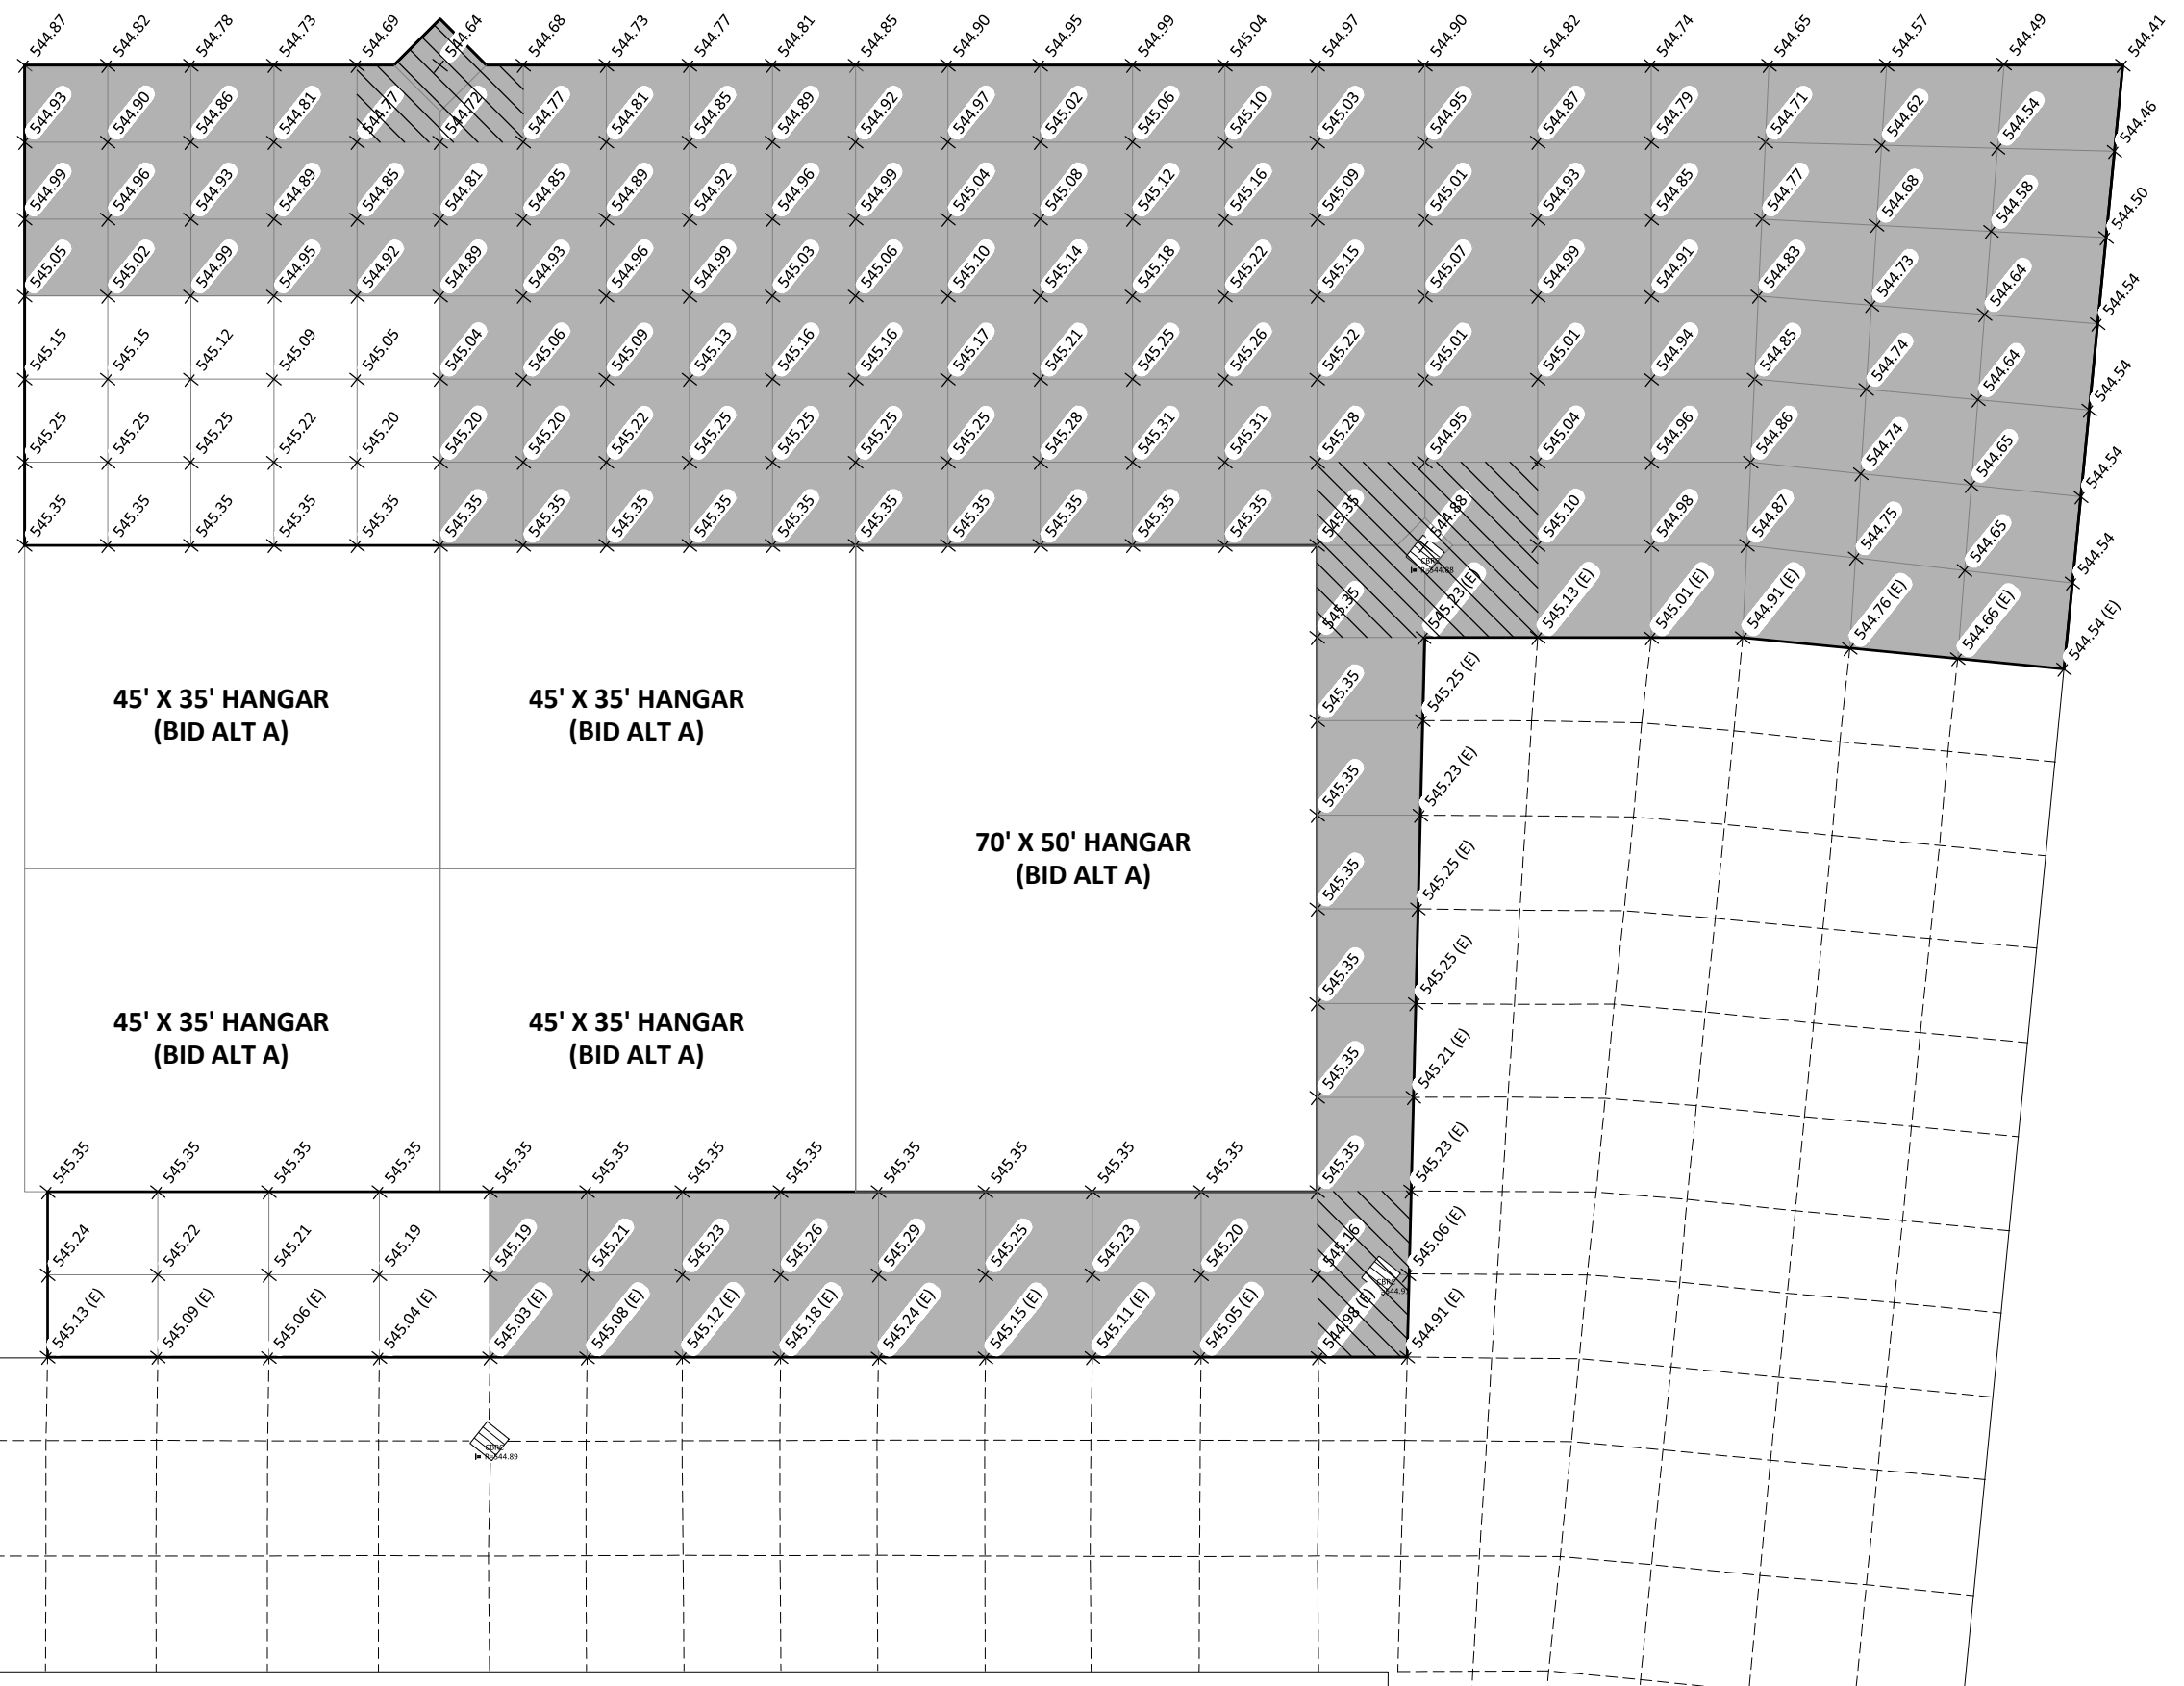 544.87 544.82 544.78 544.73 544.69 544.64 544.68 544.73 544.77 544.81 544.85 544.90 544.95 544.99 545.04 544.97 544.90 544.82 544.74 544.65 544.57 544.49 544.41
544.93 544.90 544.86 544.81 544.77 544.72 544.77 544.81 544.85 544.89 544.92 544.97 545.02 545.06 545.10 545.03 544.95 544.87 544.79 544.71 544.62 544.54 544.46
544.99 544.96 544.93 544.89 544.85 544.81 544.85 544.89 544.92 544.96 544.99 545.04 545.08 545.12 545.16 545.09 545.01 544.93 544.85 544.77 544.68 544.58 544.50
545.05 545.02 544.99 544.95 544.92 544.89 544.93 544.96 544.99 545.03 545.06 545.10 545.14 545.18 545.22 545.15 545.07 544.99 544.91 544.83 544.73 544.64 544.54
545.15 545.15 545.12 545.09 545.05 545.04 545.06 545.09 545.13 545.16 545.16 545.17 545.21 545.25 545.26 545.22 545.01 545.01 544.94 544.85 544.74 544.64 544.54
545.25 545.25 545.25 545.22 545.20 545.20 545.20 545.22 545.25 545.25 545.25 545.25 545.28 545.31 545.31 545.28 544.95 545.04 544.96 544.86 544.74 544.65 544.54
545.35 545.35 545.35 545.35 545.35 545.35 545.35 545.35 545.35 545.35 545.35 545.35 545.35 545.35 545.35 545.35 544.88 545.10 544.98 544.87 544.75 544.65 544.54
CBRC
R=544.88
545.35 545.23 (E) 545.13 (E) 545.01 (E) 544.91 (E) 544.76 (E) 544.66 (E) 544.54 (E)
545.35 545.25 (E)
45' X 35' HANGAR
(BID ALT A)
45' X 35' HANGAR
(BID ALT A)
545.35 545.23 (E)
70' X 50' HANGAR
(BID ALT A)
545.35 545.25 (E)
545.35 545.25 (E)
45' X 35' HANGAR
(BID ALT A)
45' X 35' HANGAR
(BID ALT A)
545.35 545.21 (E)
545.35 545.35 545.35 545.35 545.35 545.35 545.35 545.35 545.35 545.35 545.35 545.35 545.35 545.23 (E)
545.24 545.22 545.21 545.19 545.19 545.21 545.23 545.26 545.29 545.25 545.23 545.20 545.16 545.06 (E)
CBRC
545.13 (E) 545.09 (E) 545.06 (E) 545.04 (E) 545.03 (E) 545.08 (E) 545.12 (E) 545.18 (E) 545.24 (E) 545.15 (E) 545.11 (E) 545.05 (E) 544.98 (E) 544.91 (E)
CBRC
R=544.89